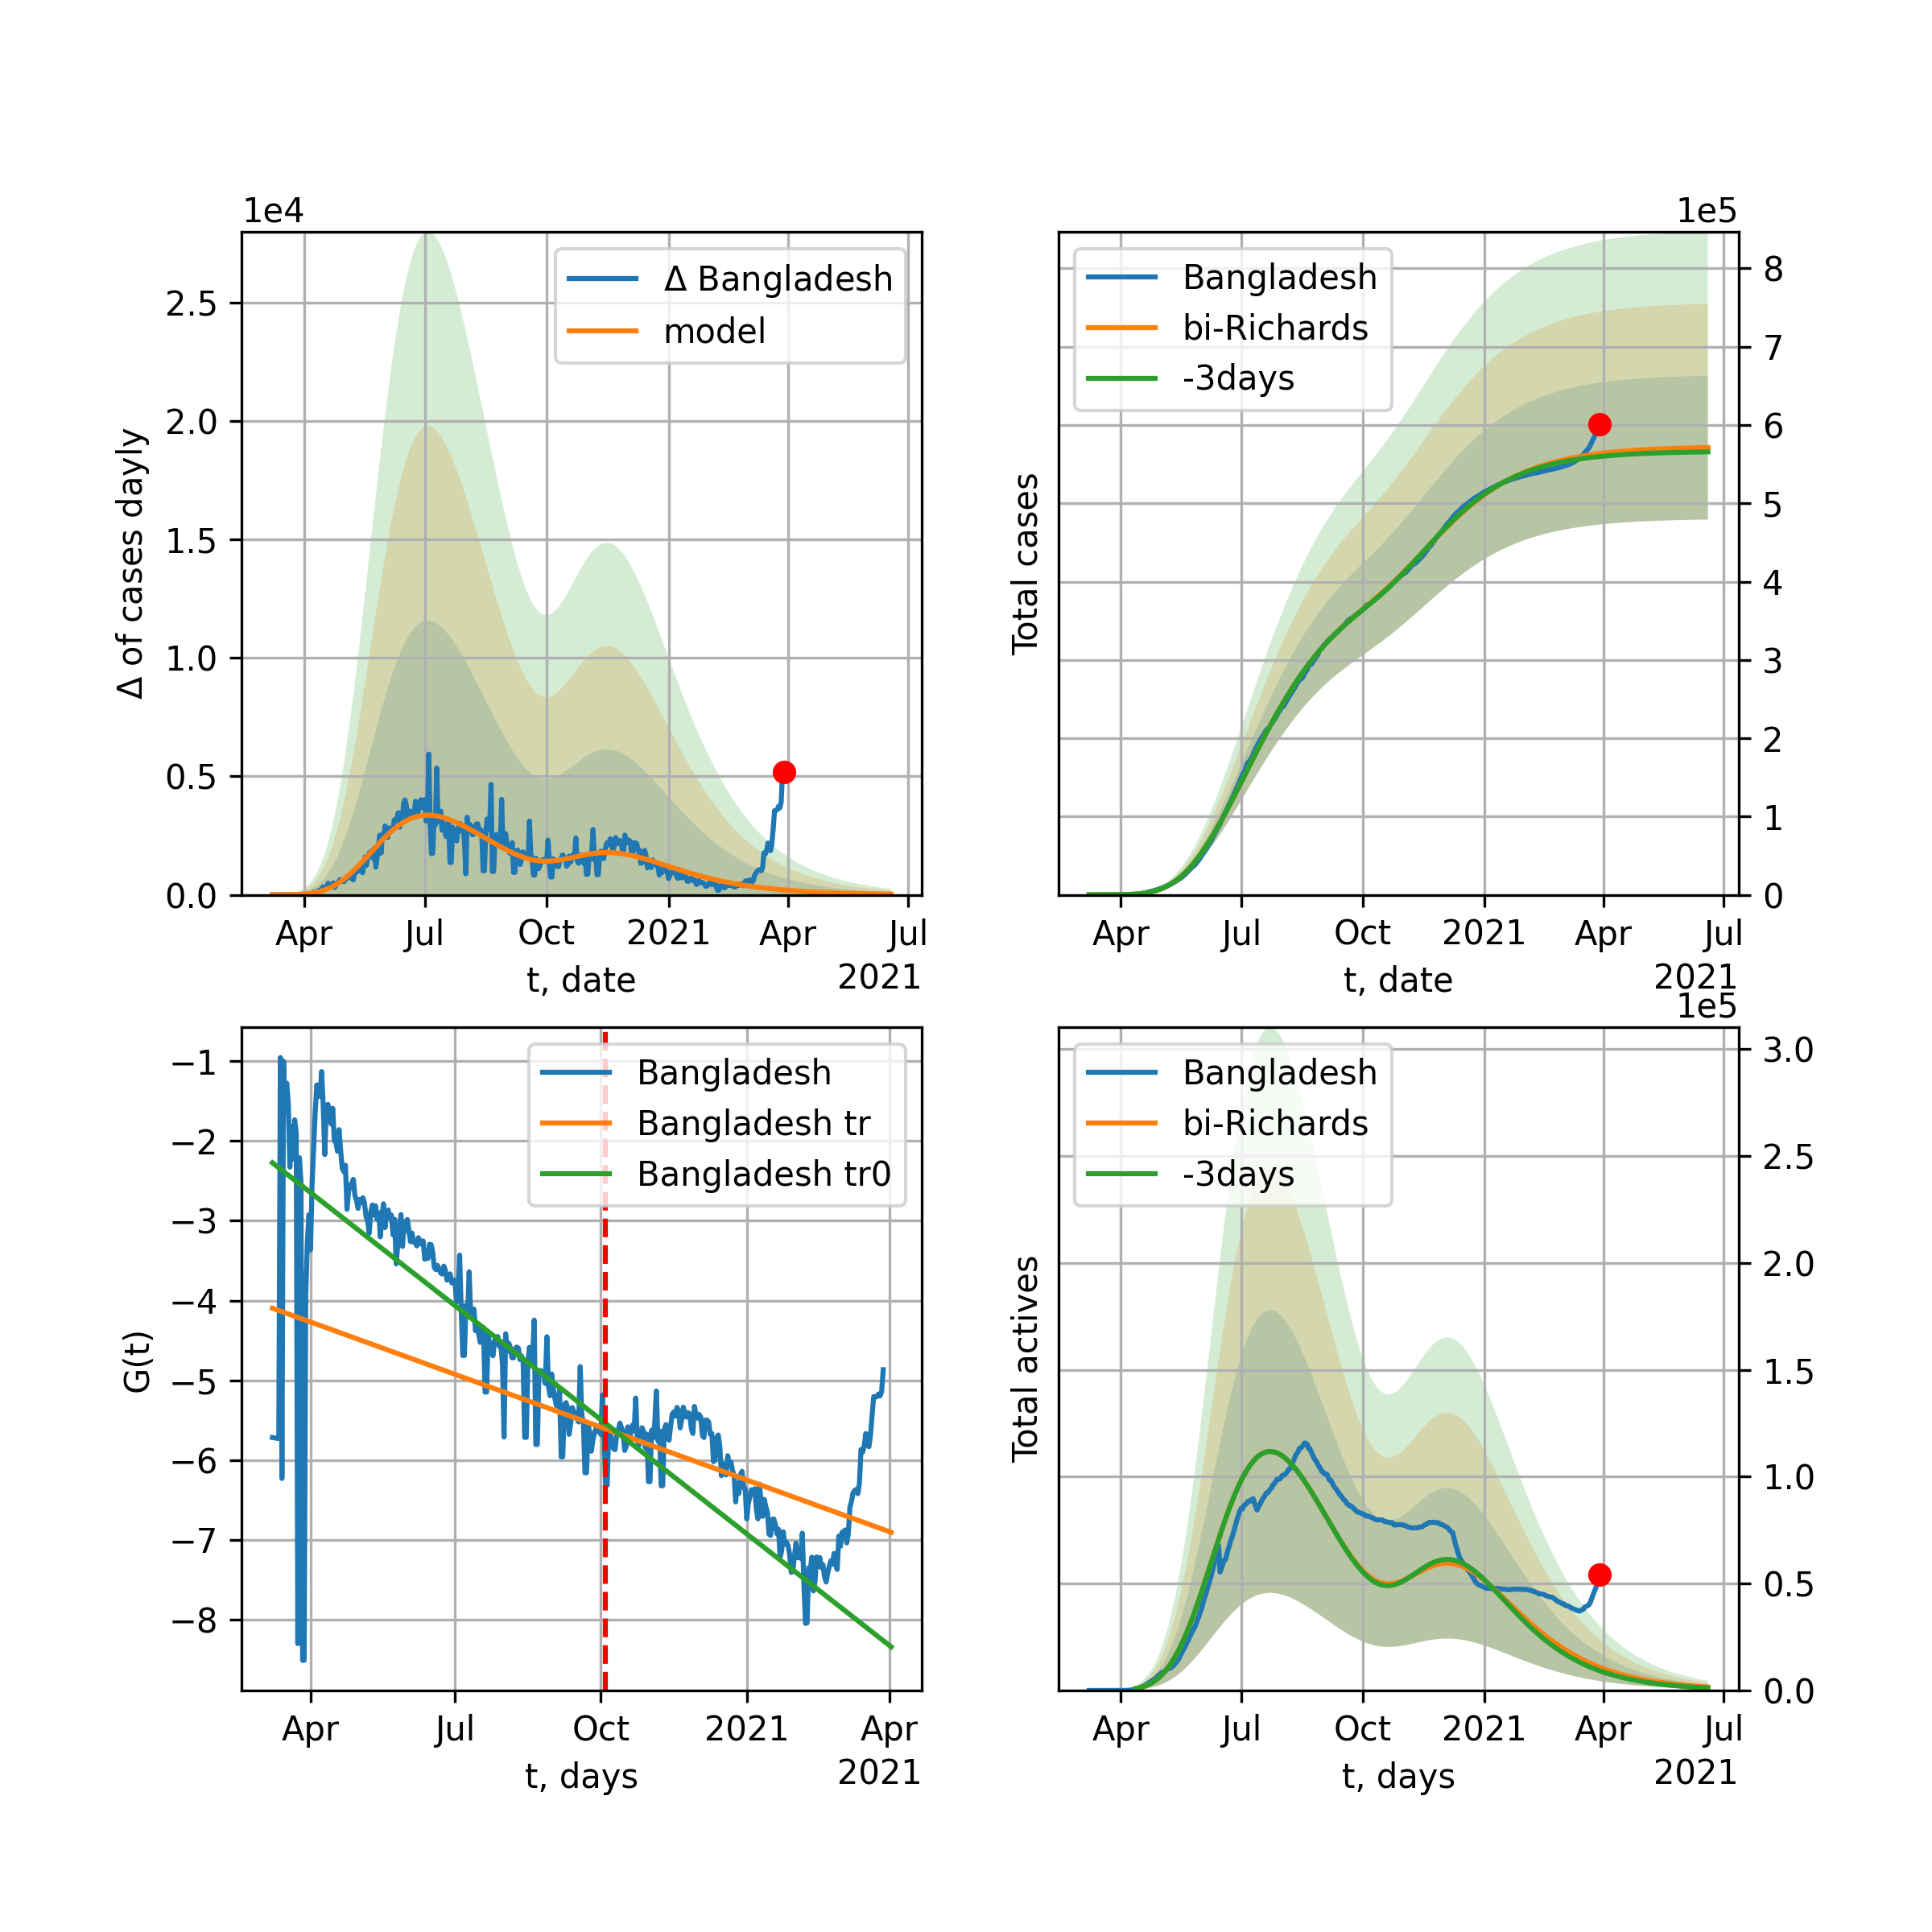 1e4
Δ Bangladesh
model
2.5
2.0
1.5
1.0
0.5
0.0
Δ of cases dayly
Apr
Jul
Oct
2021
Apr
Jul
t, date
2021
1e5
Bangladesh
bi-Richards
-3days
8
7
6
5
4
3
2
1
0
Total cases
Apr
Jul
Oct
2021
Apr
Jul
t, date
2021
Bangladesh
Bangladesh tr
Bangladesh tr0
−1
−2
−3
−4
−5
−6
−7
−8
G(t)
Apr
Jul
Oct
2021
Apr
t, days
2021
1e5
Bangladesh
bi-Richards
-3days
3.0
2.5
2.0
1.5
1.0
0.5
0.0
Total actives
Apr
Jul
Oct
2021
Apr
Jul
t, days
2021